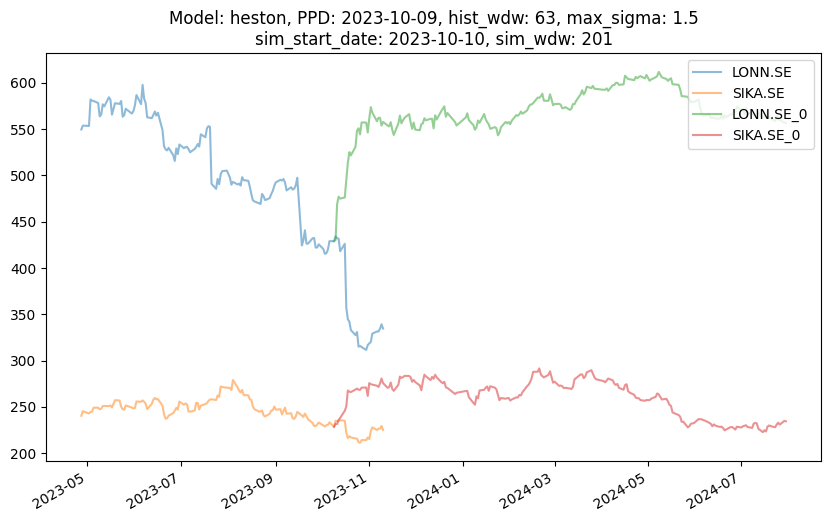 Model: heston, PPD: 2023-10-09, hist_wdw: 63, max_sigma: 1.5
sim_start_date: 2023-10-10, sim_wdw: 201
LONN.SE
SIKA.SE
LONN.SE_0
SIKA.SE_0
600
550
500
450
400
350
300
250
200
2023-05
2023-07
2023-09
2023-11
2024-01
2024-03
2024-05
2024-07